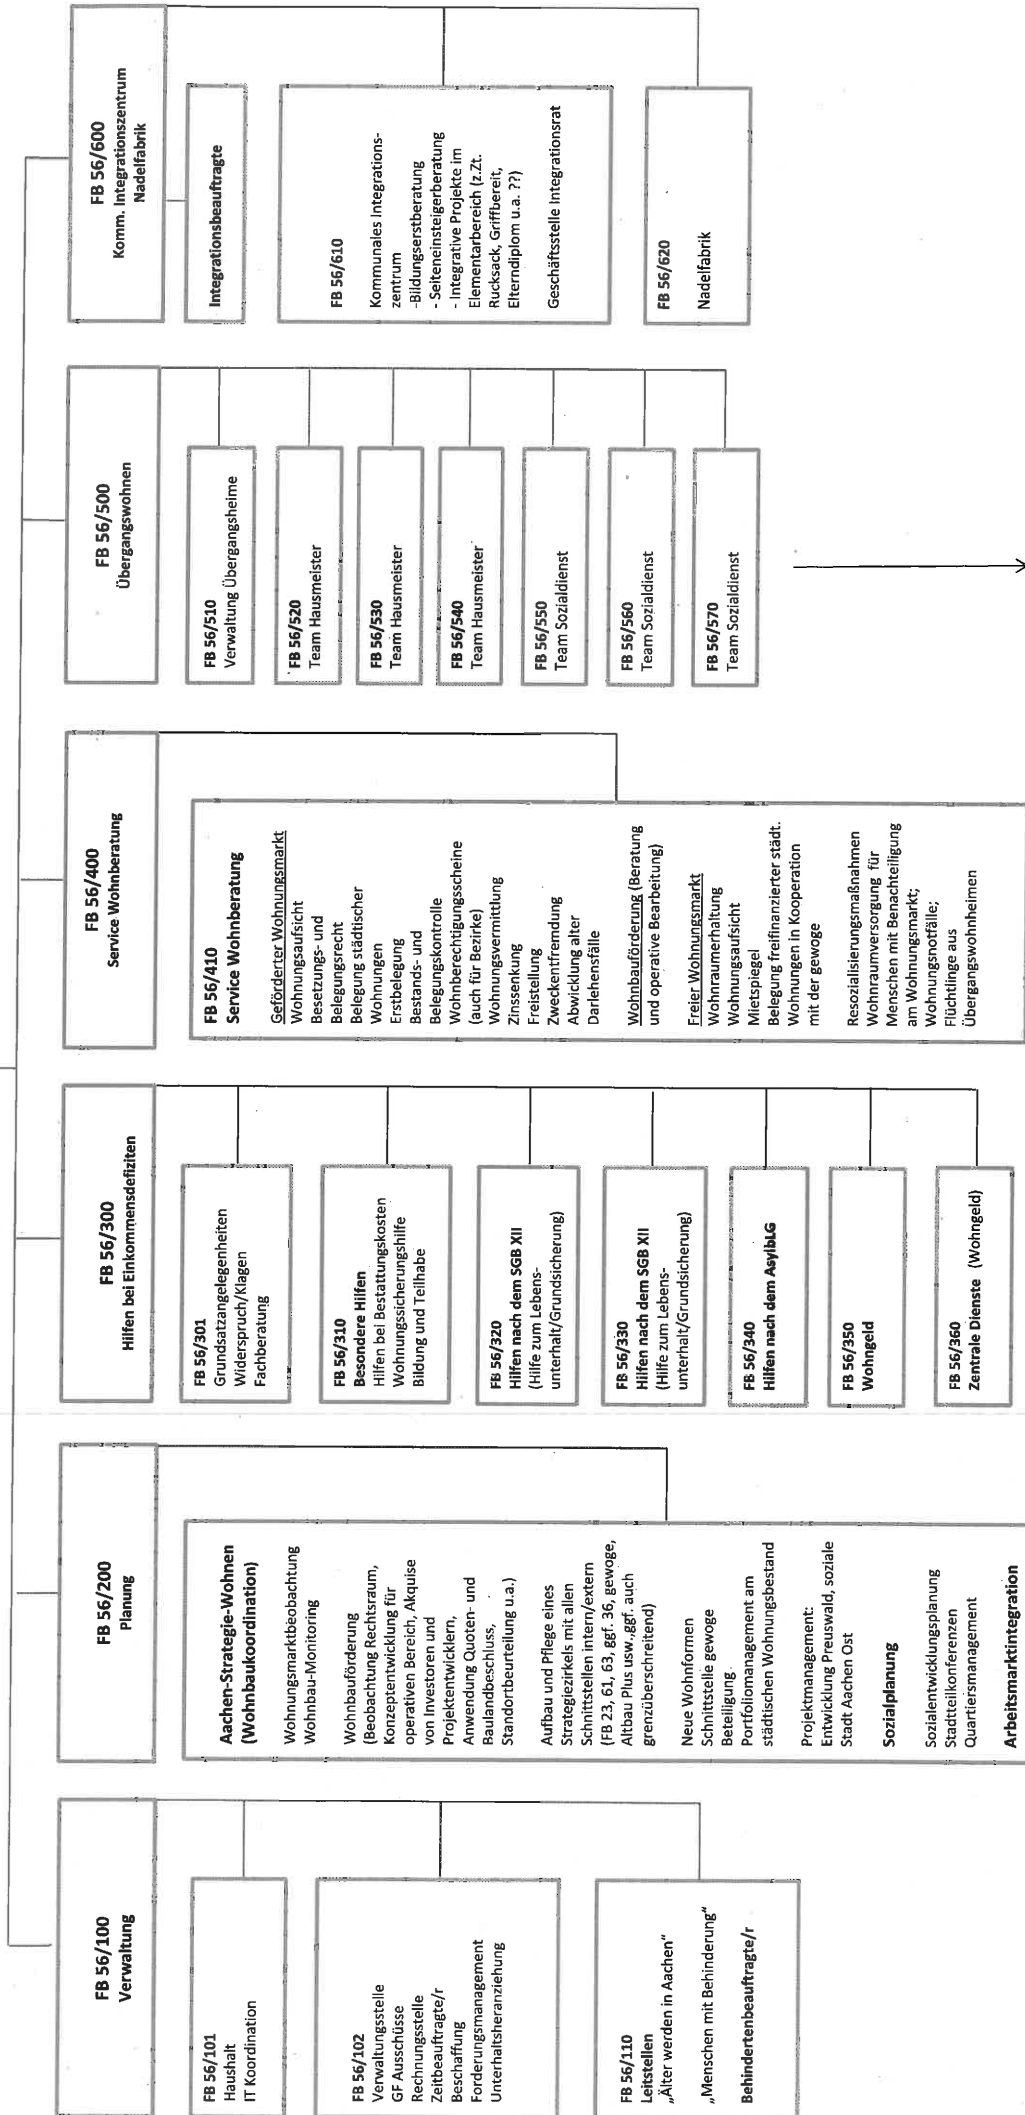 FB 56/100
Verwaltung
FB 56/101
Haushalt
IT Koordination
FB 56/102
Verwaltungsstelle
GF Ausschüsse
Rechnungsstelle
Zeitbeauftragte/r
Beschaffung
Forderungsmanagement
Unterhaltsheranziehung
FB 56/110
Leitstellen
„Älter werden in Aachen“
„Menschen mit Behinderung“
Behindertenbeauftragte/r
FB 56/200
Planung
Aachen-Strategie-Wohnen
(Wohnbaukoordination)
Wohnungsmarktbeobachtung
Wohnbau-Monitoring
Wohnbauförderung
(Beobachtung Rechtsraum,
Konzeptentwicklung für
operativen Bereich, Akquise
von Investoren und
Projektentwicklern,
Anwendung Quoten- und
Baulandbeschluss,
Standortbeurteilung u.a.)
Aufbau und Pflege eines
Strategiezirkels mit allen
Schnittstellen intern/extern
(FB 23, 61, 63, ggf. 36, gewoge,
Altbau Plus usw.,ggf. auch
grenzüberschreitend)
Neue Wohnformen
Schnittstelle gewoge
Beteiligung
Portfoliomanagement am
städtischen Wohnungsbestand
Projektmanagement:
Entwicklung Preuswald, soziale
Stadt Aachen Ost
Sozialplanung
Sozialentwicklungsplanung
Stadtteilkonferenzen
Quartiersmanagement
Arbeitsmarktintegration
FB 56/300
Hilfen bei Einkommensdefiziten
FB 56/301
Grundsatzangelegenheiten
Widerspruch/Klagen
Fachberatung
FB 56/310
Besondere Hilfen
Hilfen bei Bestattungskosten
Wohnungssicherungshilfe
Bildung und Teilhabe
FB 56/320
Hilfen nach dem SGB XII
(Hilfe zum Lebens-
unterhalt/Grundsicherung)
FB 56/330
Hilfen nach dem SGB XII
(Hilfe zum Lebens-
unterhalt/Grundsicherung)
FB 56/340
Hilfen nach dem AsylbLG
FB 56/350
Wohngeld
FB 56/360
Zentrale Dienste (Wohngeld)
FB 56/400
Service Wohnberatung
FB 56/410
Service Wohnberatung
Geförderter Wohnungsmarkt
Wohnungsaufsicht
Besetzungs- und
Belegungsrecht
Belegung städtischer
Wohnungen
Erstbelegung
Bestands- und
Belegungskontrolle
Wohnberechtigungsscheine
(auch für Bezirke)
Wohnungsvermittlung
Zinssenkung
Freistellung
Zweckentfremdung
Abwicklung alter
Darlehensfälle
Wohnbauförderung (Beratung
und operative Bearbeitung)
Freier Wohnungsmarkt
Wohnraumerhaltung
Wohnungsaufsicht
Mietspiegel
Belegung freifinanzierter städt.
Wohnungen in Kooperation
mit der gewoge
Resozialisierungsmaßnahmen
Wohnraumversorgung für
Menschen mit Benachteiligung
am Wohnungsmarkt;
Wohnungsnotfälle;
Flüchtlinge aus
Übergangswohnheimen
FB 56/500
Übergangswohnen
FB 56/510
Verwaltung Übergangsheime
FB 56/520
Team Hausmeister
FB 56/530
Team Hausmeister
FB 56/540
Team Hausmeister
FB 56/550
Team Sozialdienst
FB 56/560
Team Sozialdienst
FB 56/570
Team Sozialdienst
FB 56/600
Komm. Integrationszentrum
Nadelfabrik
Integrationsbeauftragte
FB 56/610
Kommunales Integrations-
zentrum
-Bildungserstberatung
- Seiteneinsteigerberatung
- Integrative Projekte im
Elementarbereich (z.Zt.
Rucksack, Griffbereit,
Elterndiplom u.a. ??)
Geschäftsstelle Integrationsrat
FB 56/620
Nadelfabrik